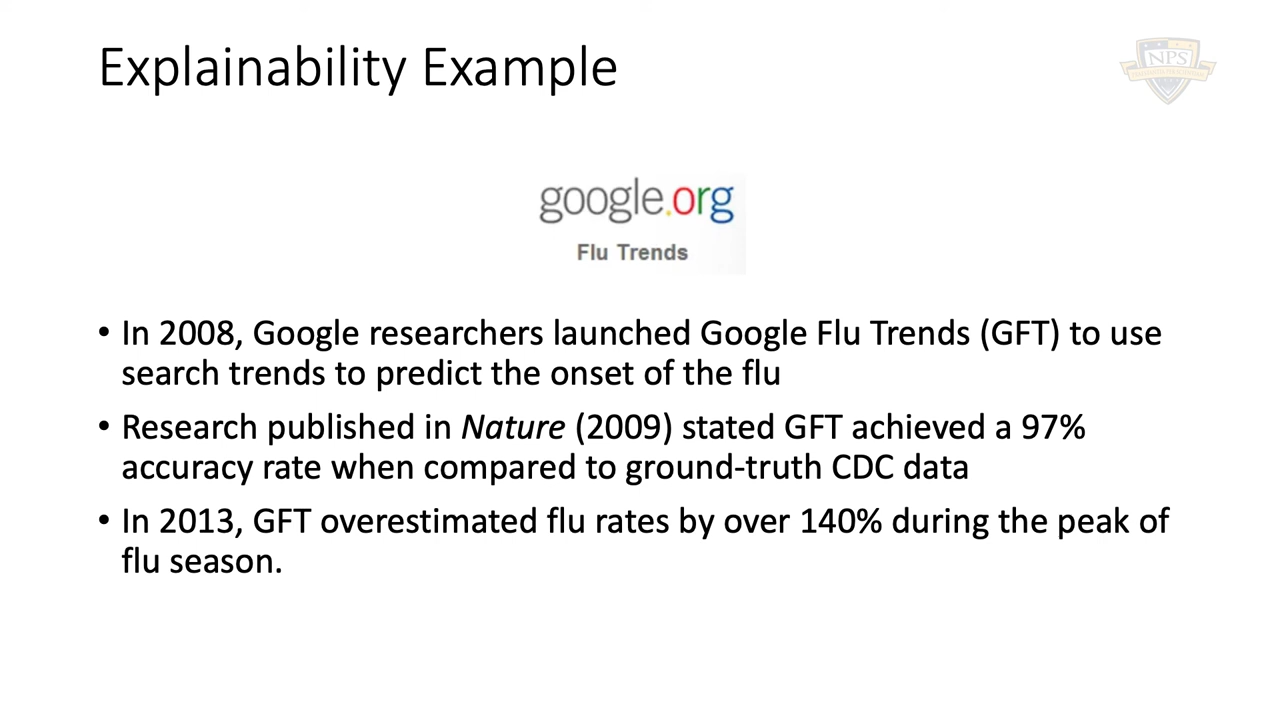 Explainability Example
NPS
google.org
Flu Trends
• In 2008, Google researchers launched Google Flu Trends (GFT) to use
search trends to predict the onset of the flu
• Research published in Nature (2009) stated GFT achieved a 97%
accuracy rate when compared to ground-truth CDC data
• In 2013, GFT overestimated flu rates by over 140% during the peak of
flu season.